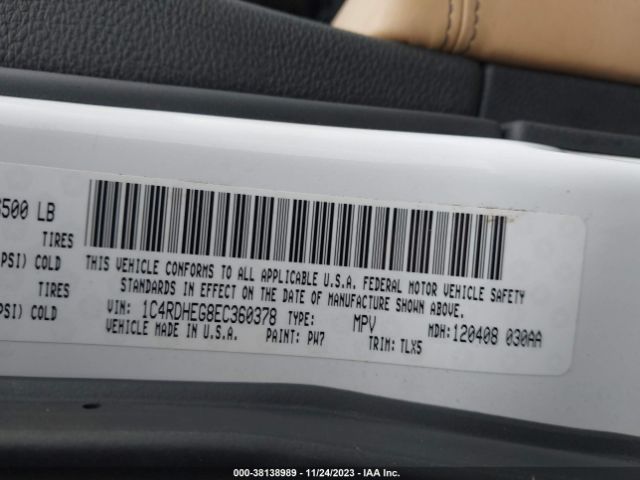 500 LB
TIRES
PSI) COLD
TIRES
PSI) COLD
THIS VEHICLE CONFORMS TO ALL APPLICABLE U.S.A. FEDERAL MOTOR VEHICLE SAFETY
STANDARDS IN EFFECT ON THE DATE OF MANUFACTURE SHOWN ABOVE.
VIN: 1C4RDHEG8EC360378 TYPE: MPV MDH: 120408 030AA
VEHICLE MADE IN U.S.A. PAINT: PW7 TRIM: TLX5
000-38138989 - 11/24/2023 - IAA Inc.